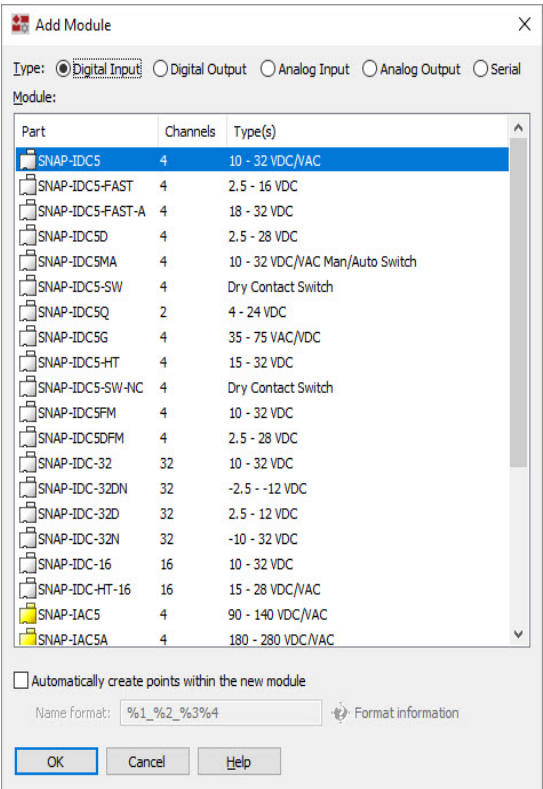 Add Module
Type: Digital Input Digital Output Analog Input Analog Output Serial
Module:
Part Channels Type(s)
SNAP-IDC5 4 10 - 32 VDC/VAC
SNAP-IDC5-FAST 4 2.5 - 16 VDC
SNAP-IDC5-FAST-A 4 18 - 32 VDC
SNAP-IDC5D 4 2.5 - 28 VDC
SNAP-IDC5MA 4 10 - 32 VDC/VAC Man/Auto Switch
SNAP-IDC5-SW 4 Dry Contact Switch
SNAP-IDC5Q 2 4 - 24 VDC
SNAP-IDC5G 4 35 - 75 VAC/VDC
SNAP-IDC5-HT 4 15 - 32 VDC
SNAP-IDC5-SW-NC 4 Dry Contact Switch
SNAP-IDC5FM 4 10 - 32 VDC
SNAP-IDC5DFM 4 2.5 - 28 VDC
SNAP-IDC-32 32 10 - 32 VDC
SNAP-IDC-32DN 32 -2.5 - -12 VDC
SNAP-IDC-32D 32 2.5 - 12 VDC
SNAP-IDC-32N 32 -10 - 32 VDC
SNAP-IDC-16 16 10 - 32 VDC
SNAP-IDC-HT-16 16 15 - 28 VDC/VAC
SNAP-IAC5 4 90 - 140 VDC/VAC
SNAP-IAC5A 4 180 - 280 VDC/VAC
Automatically create points within the new module
Name format: %1_%2_%3%4 Format information
OK Cancel Help